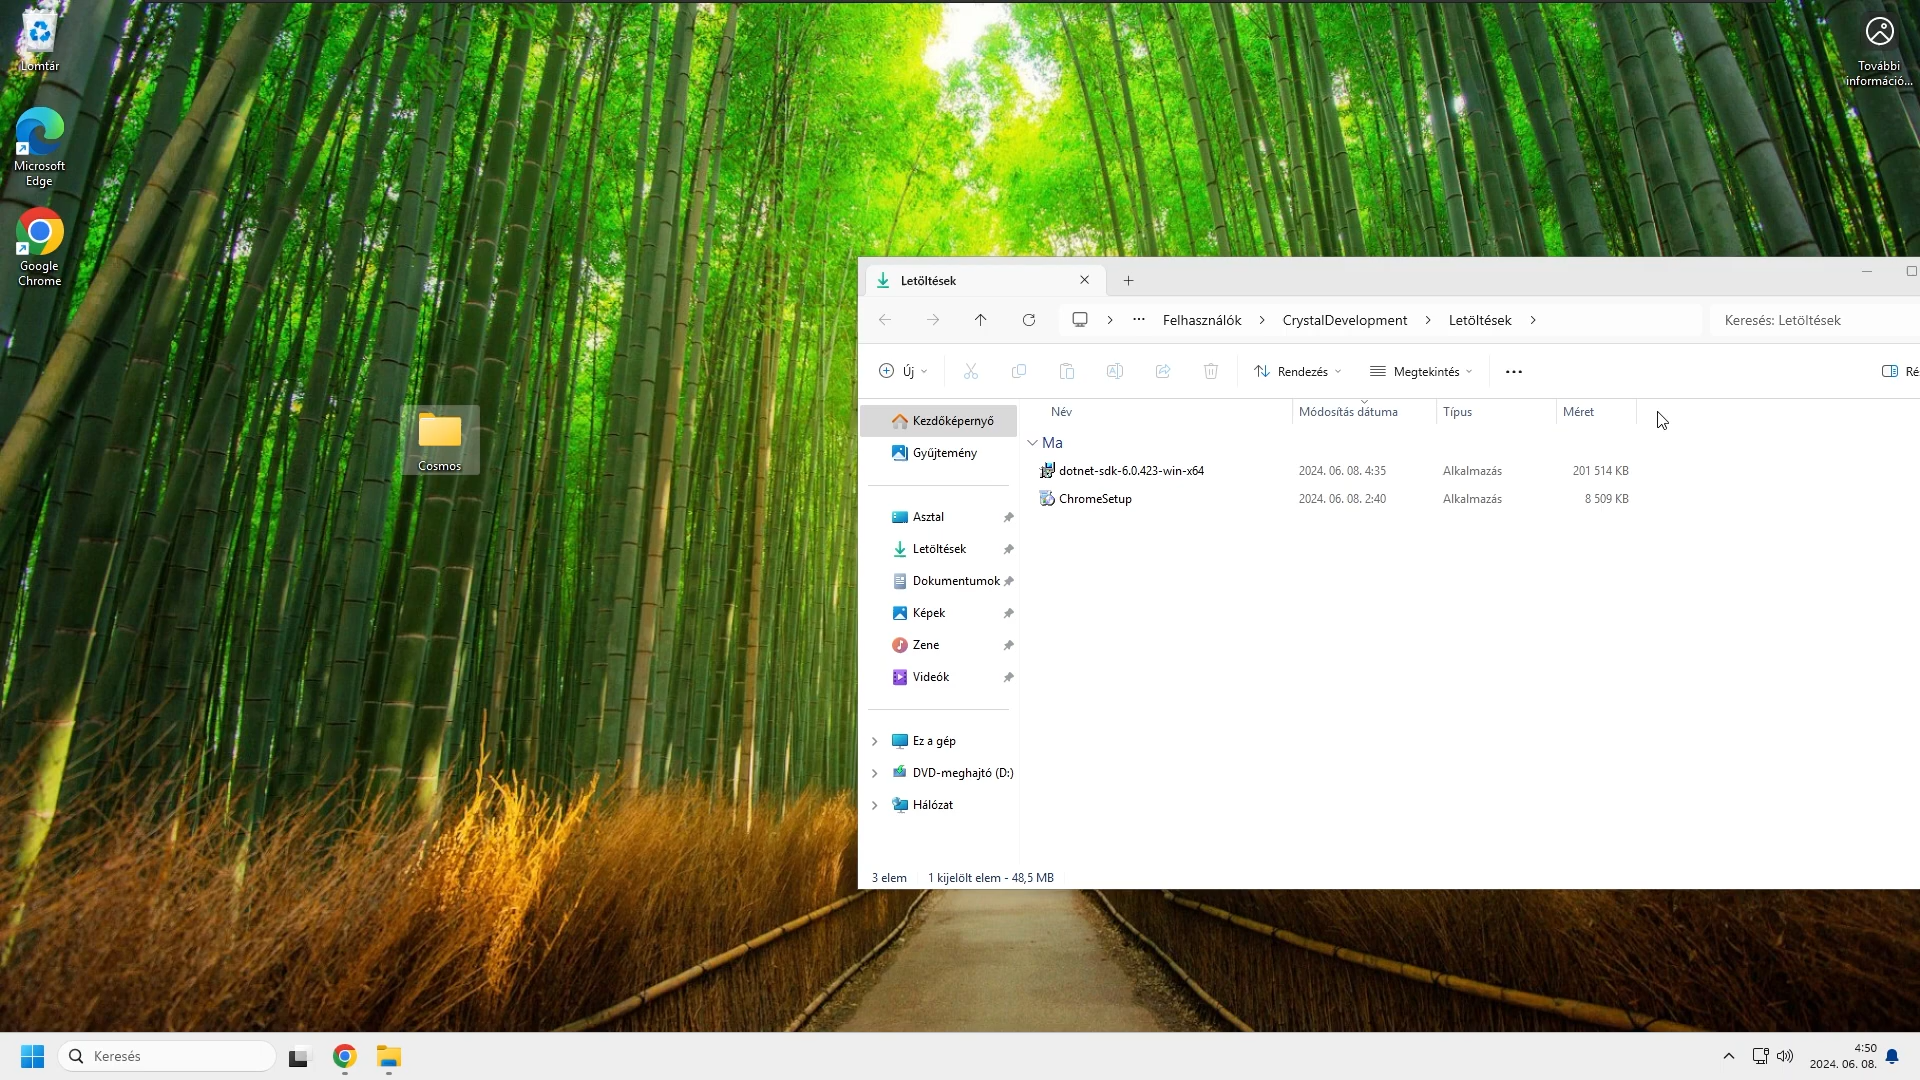 Lomtár
Microsoft
Edge
Google
Chrome
További
információ...
Cosmos
Letöltések
Felhasználók
CrystalDevelopment
Letöltések
Keresés: Letöltések
Új
Rendezés
Megtekintés
Ré
Név
Módosítás dátuma
Típus
Méret
Ma
dotnet-sdk-6.0.423-win-x64 2024. 06. 08. 4:35 Alkalmazás 201 514 KB
ChromeSetup 2024. 06. 08. 2:40 Alkalmazás 8 509 KB
Kezdőképernyő
Gyűjtemény
Asztal
Letöltések
Dokumentumok
Képek
Zene
Videók
Ez a gép
DVD-meghajtó (D:)
Hálózat
3 elem 1 kijelölt elem - 48,5 MB
Keresés
4:50
2024. 06. 08.